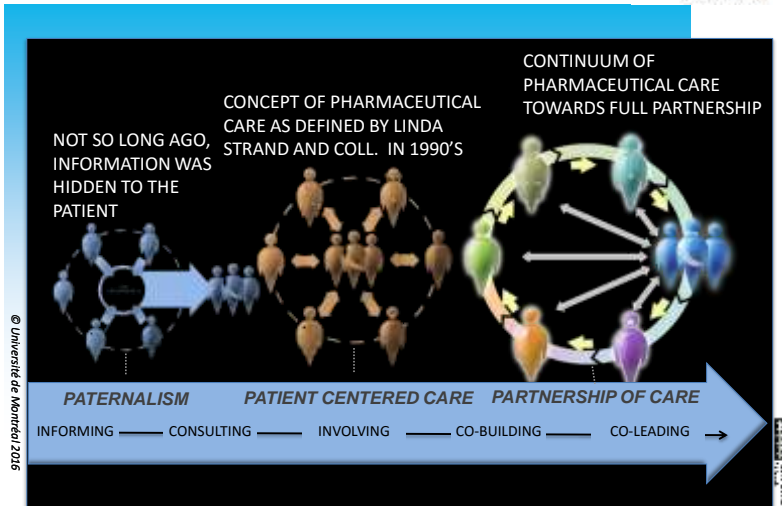 NOT SO LONG AGO,
INFORMATION WAS
HIDDEN TO THE
PATIENT
CONCEPT OF PHARMACEUTICAL
CARE AS DEFINED BY LINDA
STRAND AND COLL. IN 1990'S
CONTINUUM OF
PHARMACEUTICAL CARE
TOWARDS FULL PARTNERSHIP
PATERNALISM
PATIENT CENTERED CARE
PARTNERSHIP OF CARE
INFORMING
CONSULTING
INVOLVING
CO-BUILDING
CO-LEADING
© Université de Montréal 2016